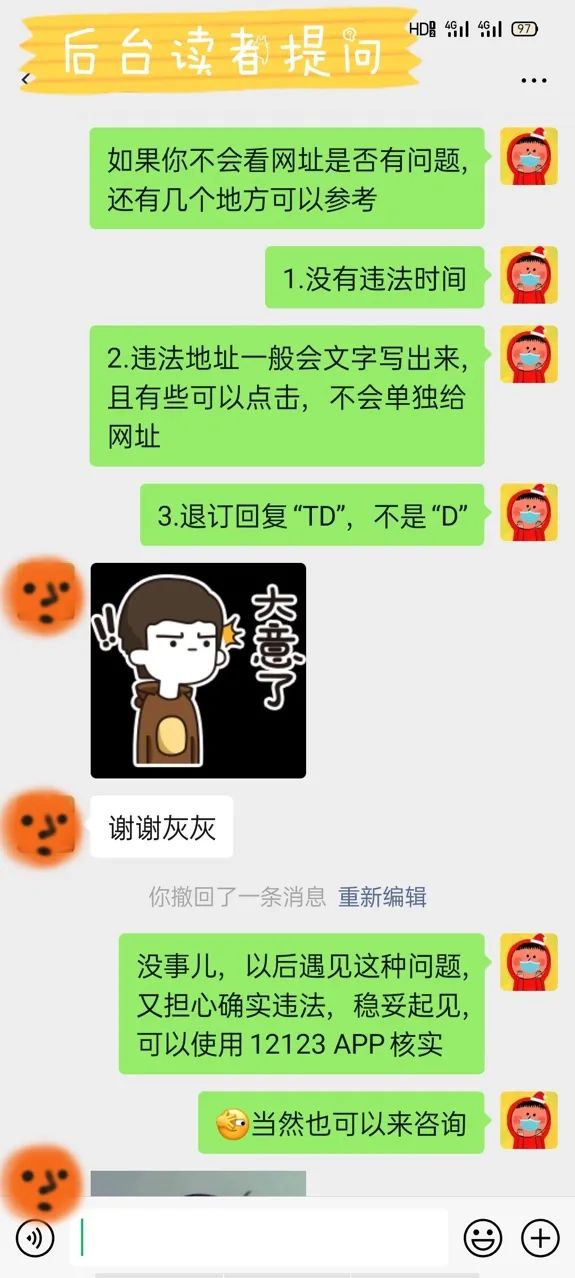 后台读者提问
HD 4G 4G 97
如果你不会看网址是否有问题,
还有几个地方可以参考
1.没有违法时间
2.违法地址一般会文字写出来,
且有些可以点击，不会单独给
网址
3.退订回复“TD”，不是“D”
!!
大意了
谢谢灰灰
你撤回了一条消息 重新编辑
没事儿，以后遇见这种问题,
又担心确实违法，稳妥起见,
可以使用 12123 APP 核实
当然也可以来咨询